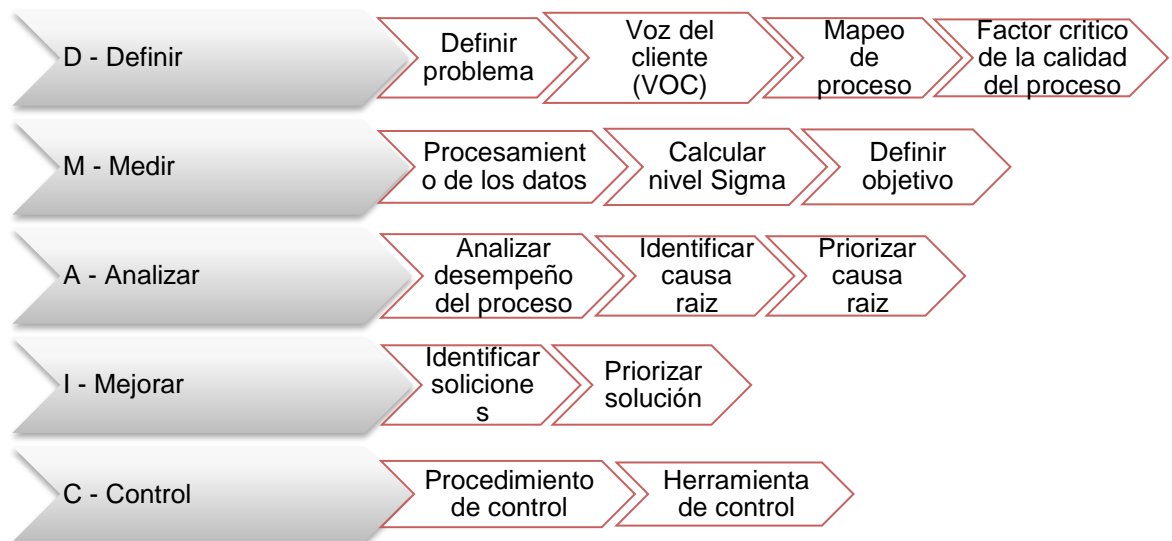 D - Definir
Definir
problema
Voz del
cliente
(VOC)
Mapeo
de
proceso
Factor critico
de la calidad
del proceso
M - Medir
Procesamient
o de los datos
Calcular
nivel Sigma
Definir
objetivo
A - Analizar
Analizar
desempeño
del proceso
Identificar
causa
raiz
Priorizar
causa
raiz
I - Mejorar
Identificar
solicione
s
Priorizar
solución
C - Control
Procedimiento
de control
Herramienta
de control